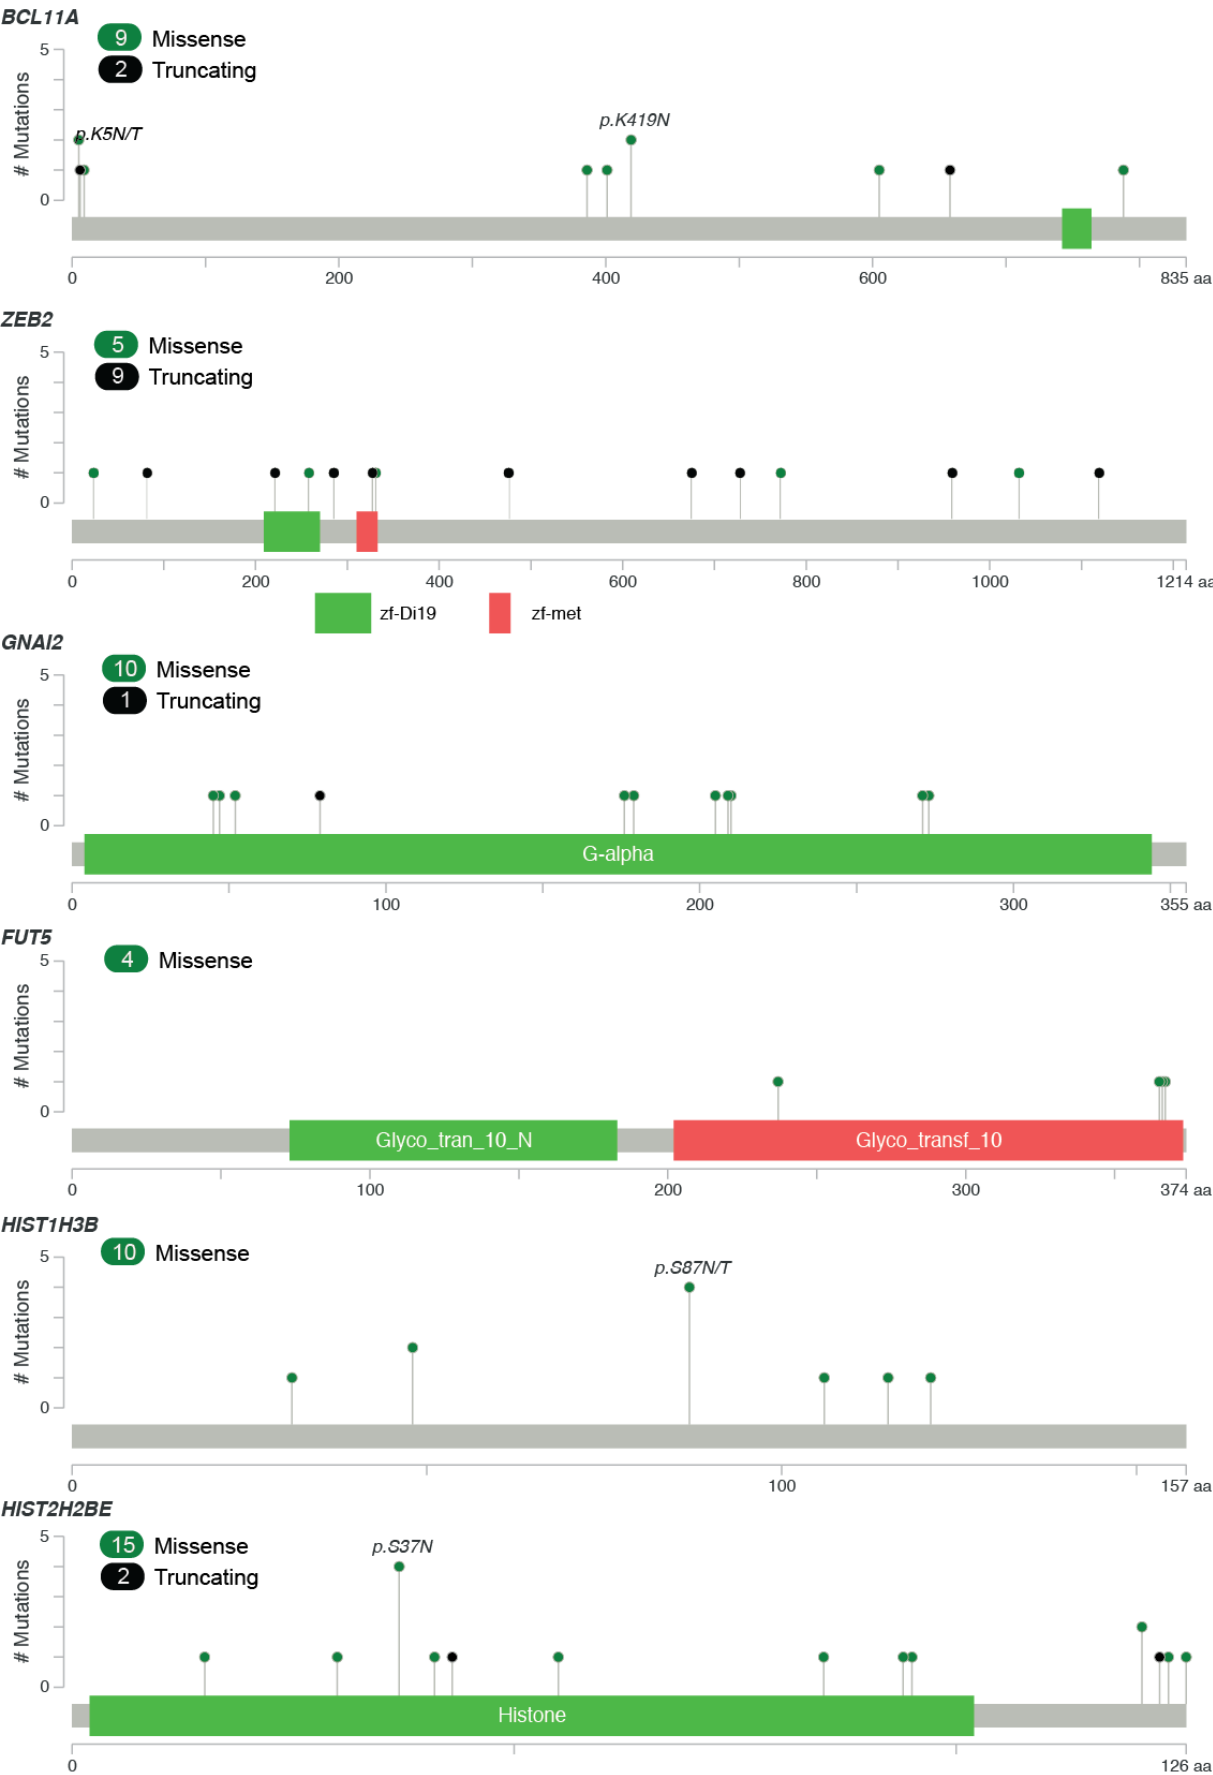 BCL11A
9 Missense
5
2 Truncating
# Mutations
p.K5N/T
p.K419N
0
0 200 400 600 835 aa
ZEB2
5 Missense
5
9 Truncating
# Mutations
0
0 200 400 600 800 1000 1214 aa
zf-Di19 zf-met
GNAI2
10 Missense
5
1 Truncating
# Mutations
0
G-alpha
0 100 200 300 355 aa
FUT5
4 Missense
5
# Mutations
0
Glyco_tran_10_N Glyco_transf_10
0 100 200 300 374 aa
HIST1H3B
10 Missense
5
p.S87N/T
# Mutations
0
0 100 157 aa
HIST2H2BE
5
15 Missense
p.S37N
2 Truncating
# Mutations
0
Histone
0 126 aa